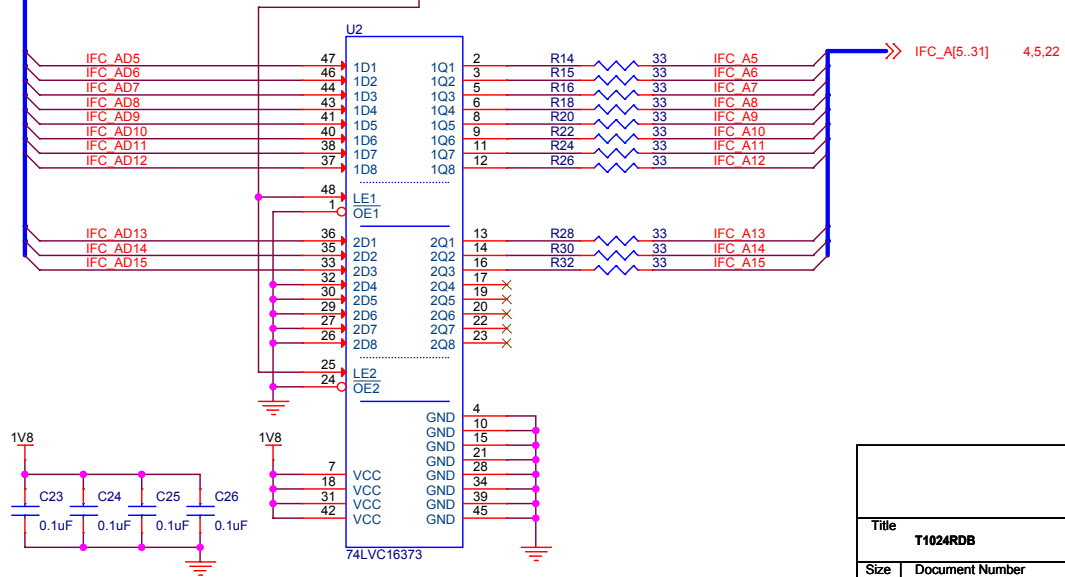 U2
IFC_AD5 47 1D1 1Q1 2 R14 33 IFC_A5 IFC_A[5..31] 4,5,22
IFC_AD6 46 1D2 1Q2 3 R15 33 IFC_A6
IFC_AD7 44 1D3 1Q3 5 R16 33 IFC_A7
IFC_AD8 43 1D4 1Q4 6 R18 33 IFC_A8
IFC_AD9 41 1D5 1Q5 8 R20 33 IFC_A9
IFC_AD10 40 1D6 1Q6 9 R22 33 IFC_A10
IFC_AD11 38 1D7 1Q7 11 R24 33 IFC_A11
IFC_AD12 37 1D8 1Q8 12 R26 33 IFC_A12
48 LE1
1 OE1
IFC_AD13 36 2D1 2Q1 13 R28 33 IFC_A13
IFC_AD14 35 2D2 2Q2 14 R30 33 IFC_A14
IFC_AD15 33 2D3 2Q3 16 R32 33 IFC_A15
32 2D4 2Q4 17
30 2D5 2Q5 19
29 2D6 2Q6 20
27 2D7 2Q7 22
26 2D8 2Q8 23
25 LE2
24 OE2
GND 4
GND 10
1V8 1V8 GND 15
GND 21
7 VCC GND 28
18 VCC GND 34
31 VCC GND 39
42 VCC GND 45
C23 C24 C25 C26
0.1uF 0.1uF 0.1uF 0.1uF
74LVC16373
Title
T1024RDB
Size Document Number